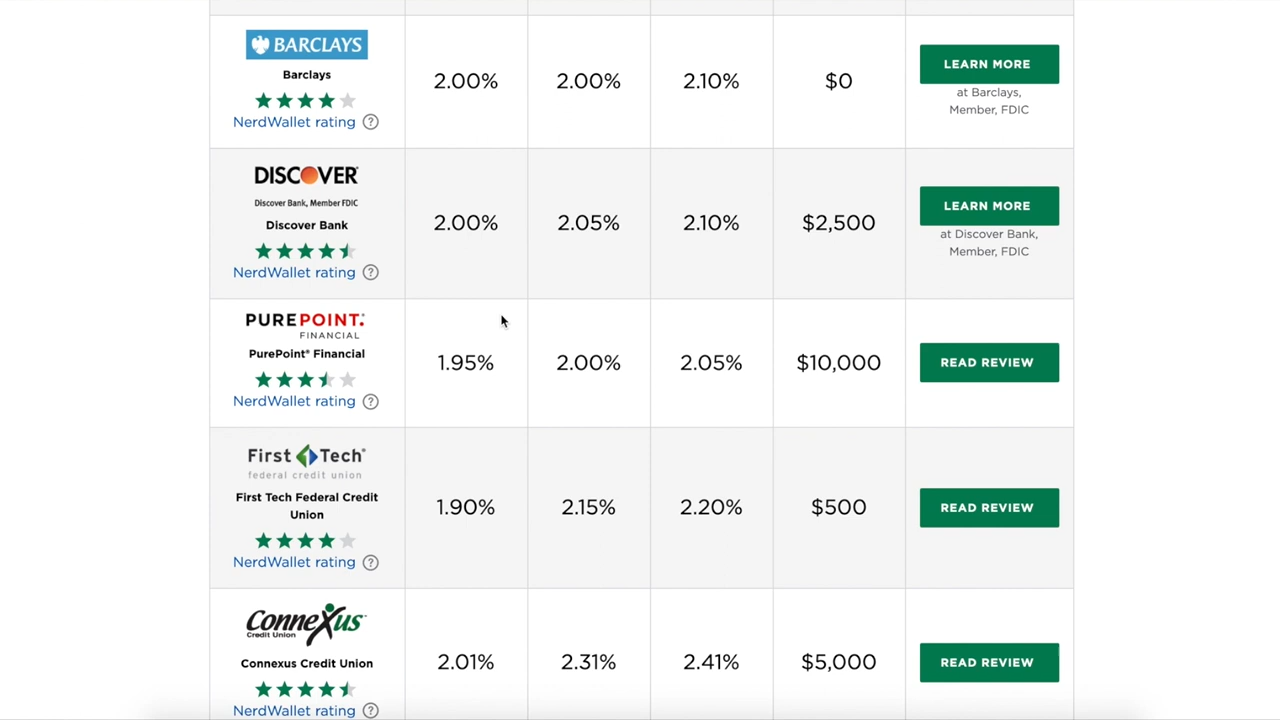 BARCLAYS
Barclays
NerdWallet rating ?
2.00%
2.00%
2.10%
$0
LEARN MORE
at Barclays,
Member, FDIC
DISCOVER
Discover Bank, Member FDIC
Discover Bank
NerdWallet rating ?
2.00%
2.05%
2.10%
$2,500
LEARN MORE
at Discover Bank,
Member, FDIC
PUREPOINT.
FINANCIAL
PurePoint® Financial
NerdWallet rating ?
1.95%
2.00%
2.05%
$10,000
READ REVIEW
First Tech®
federal credit union
First Tech Federal Credit
Union
NerdWallet rating ?
1.90%
2.15%
2.20%
$500
READ REVIEW
Connexus
Credit Union
Connexus Credit Union
NerdWallet rating ?
2.01%
2.31%
2.41%
$5,000
READ REVIEW